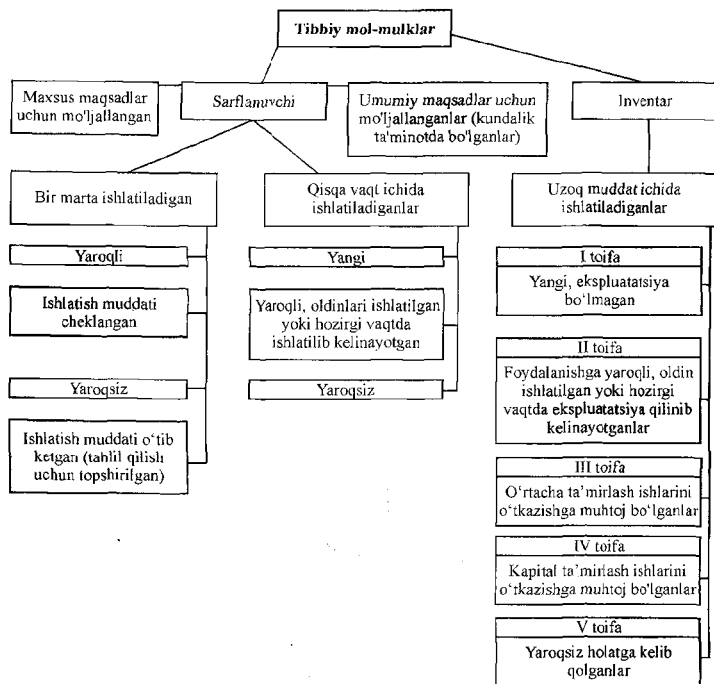 Tibbiy mol-mulklar
Maxsus maqsadlar
uchun mo'ljallangan
Sarflanuvchi
Umumiy maqsadlar uchun
mo'ljallanganlar (kundalik
ta'minotda bo'lganlar)
Inventar
Bir marta ishlatiladigan
Yaroqli
Ishlatish muddati
cheklangan
Yaroqsiz
Ishlatish muddati o‘tib
ketgan (tahlil qilish
uchun topshirilgan)
Qisqa vaqt ichida
ishlatiladiganlar
Yangi
Yaroqli, oldinlari ishlatilgan
yoki hozirgi vaqtda
ishlatilib kelinayotgan
Yaroqsiz
Uzoq muddat ichida
ishlatiladiganlar
I toifa
Yangi, ekspluatatsiya
bo‘lmagan
II toifa
Foydalanishga yaroqli, oldin
ishlatilgan yoki hozirgi
vaqtda ekspluatatsiya qilinib
kelinayotganlar
III toifa
O‘rtacha ta’mirlash ishlarini
o‘tkazishga muhtoj bo‘lganlar
IV toifa
Kapital ta’mirlash ishlarini
o‘tkazishga muhtoj bo'lganlar
V toifa
Yaroqsiz holatga kelib
qolganlar